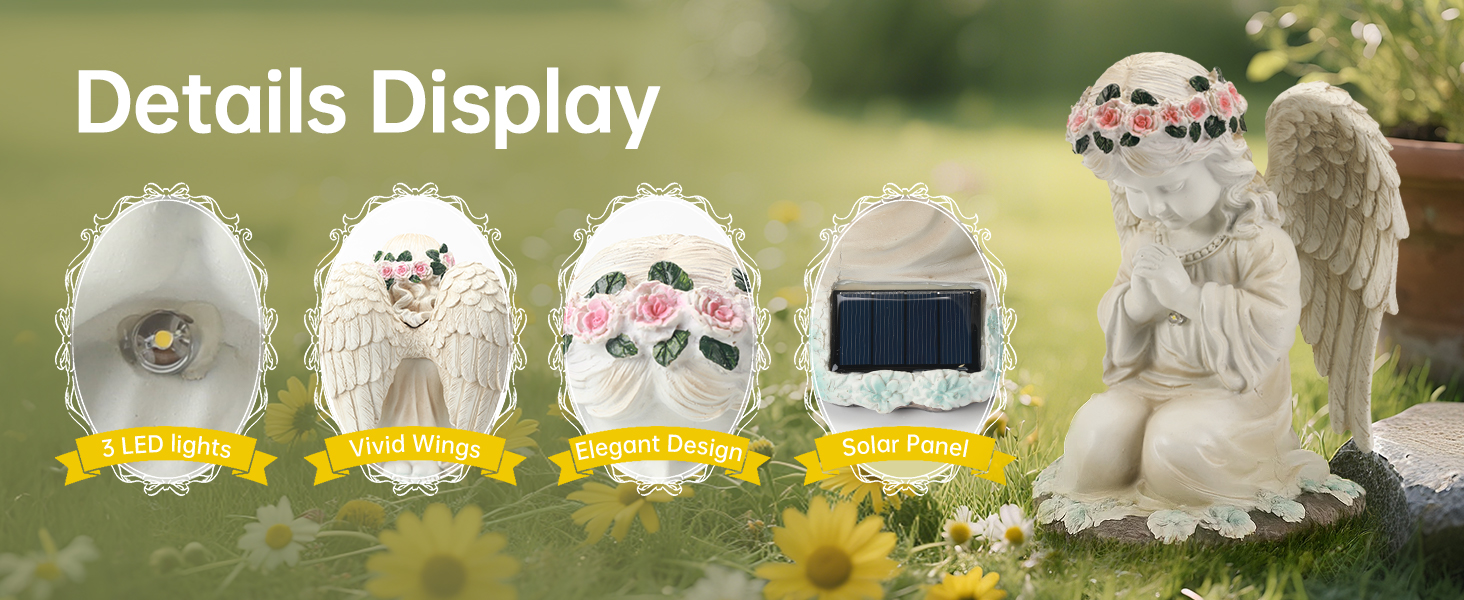 Details Display
3 LED lights
Vivid Wings
Elegant Design
Solar Panel